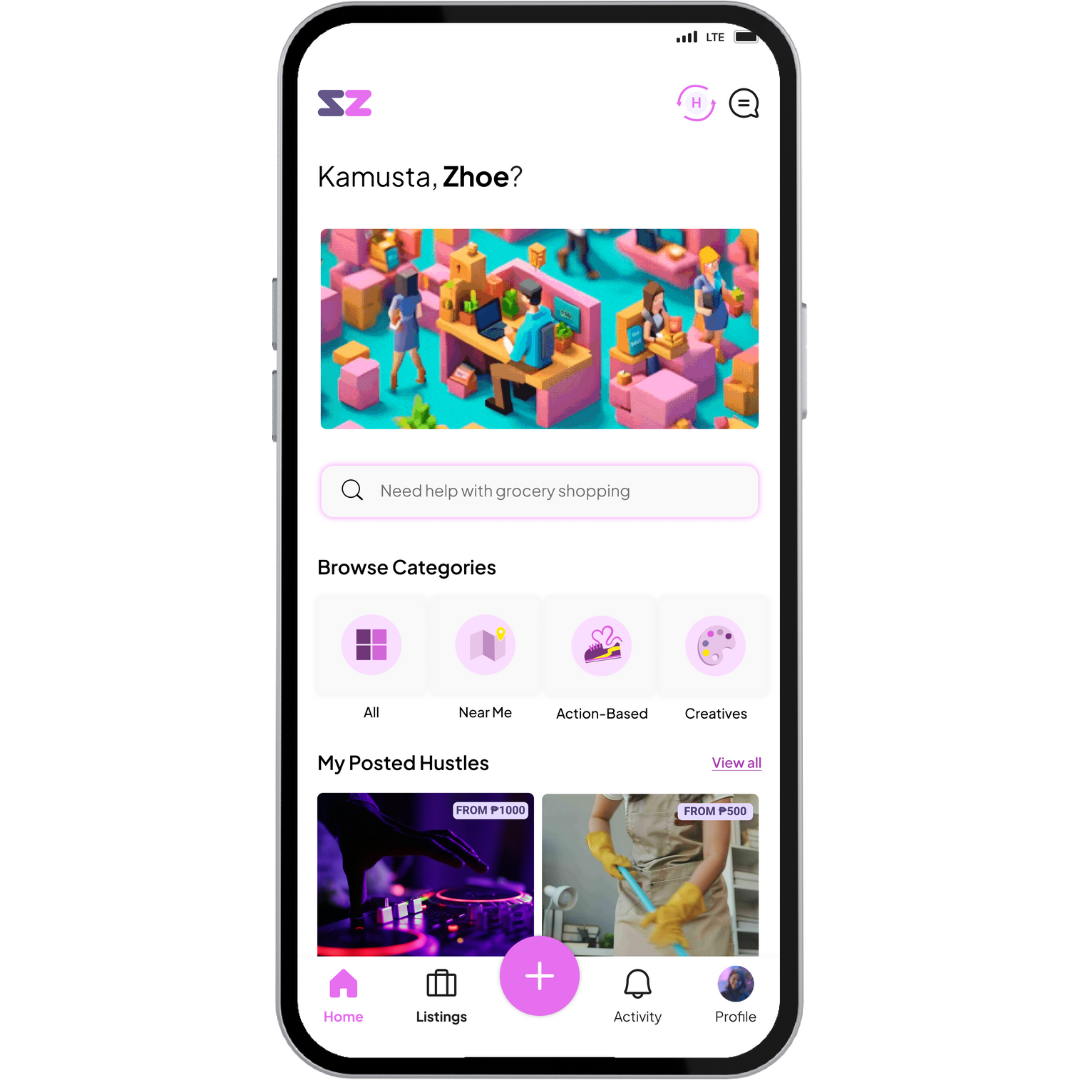 LTE
SZ
H
Kamusta, Zhoe?
Need help with grocery shopping
Browse Categories
All
Near Me
Action-Based
Creatives
My Posted Hustles
View all
FROM ₱1000
FROM ₱500
Home
Listings
Activity
Profile